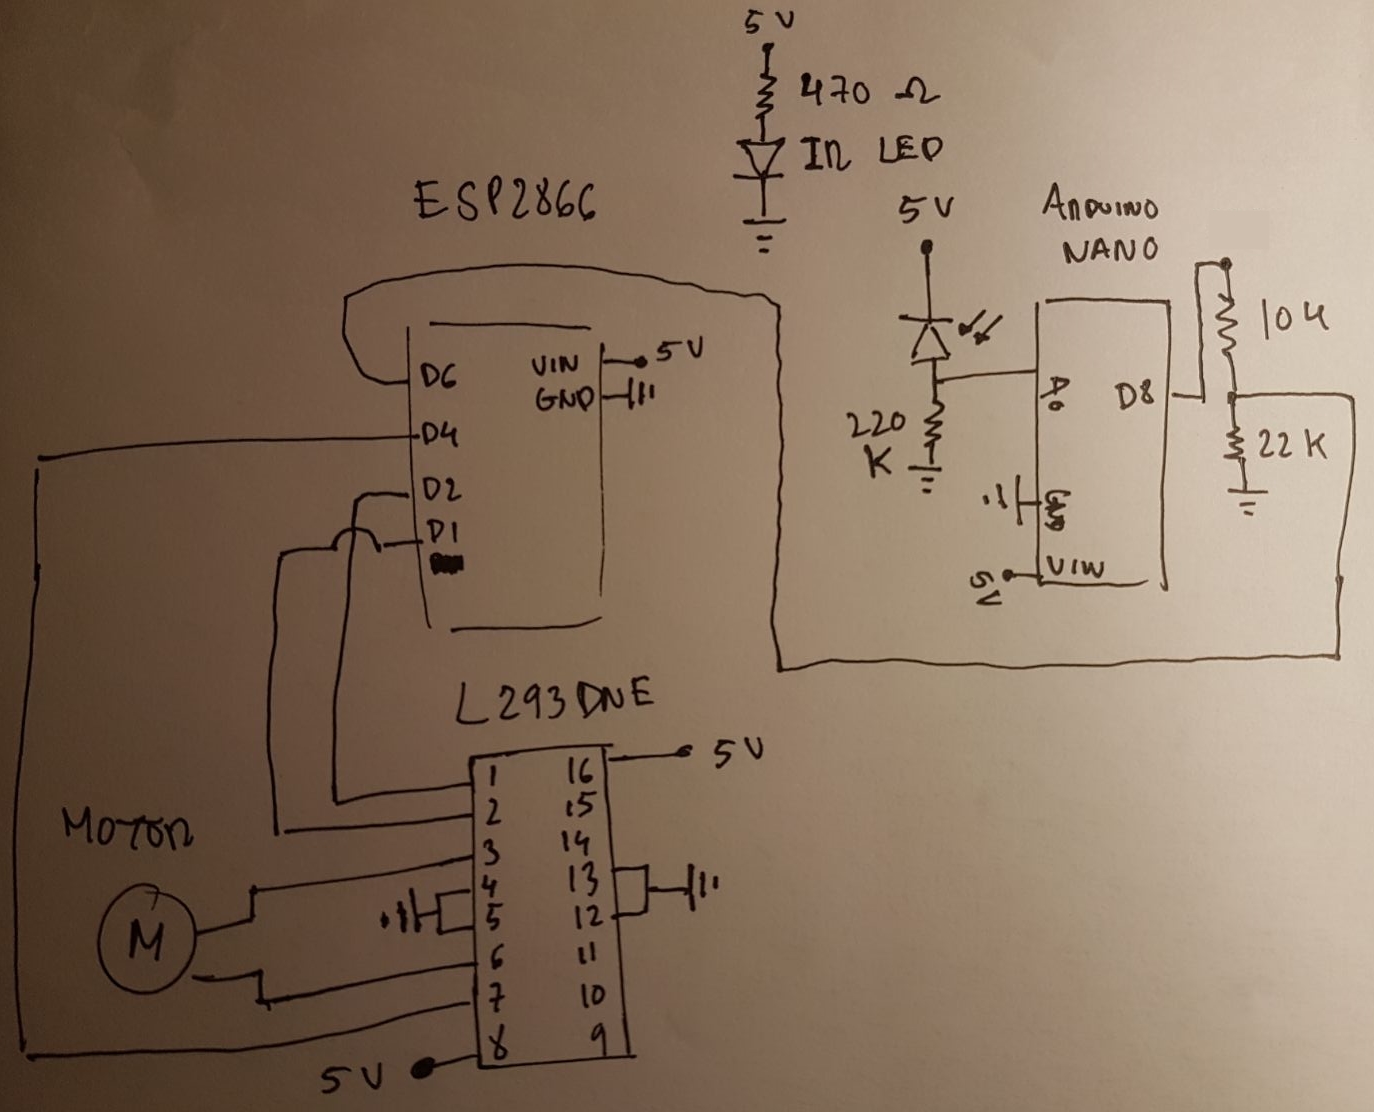 5V
470 Ω
IR LED
ESP2866
5V
ARDUINO
NANO
D6
VIN
5V
GND
D4
D2
D1
10K
A0
D8
220
K
22K
GND
VIN
5V
L293DNE
1 16
5V
2 15
3 14
4 13
5 12
6 11
7 10
8 9
MOTOR
M
5V